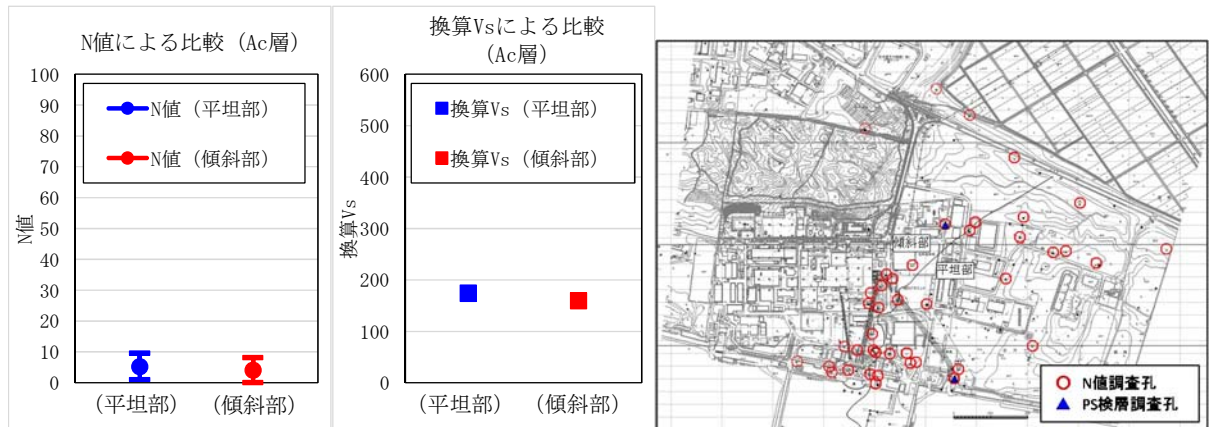 N値による比較(Ac層)
100
90
80
70
60
50
40
30
20
10
0
N値
N値(平坦部)
N値(傾斜部)
(平坦部)
(傾斜部)
換算Vsによる比較
(Ac層)
600
500
400
300
200
100
0
換算Vs
換算Vs(平坦部)
換算Vs(傾斜部)
(平坦部)
(傾斜部)
傾斜部
平坦部
N値調査孔
PS検層調査孔